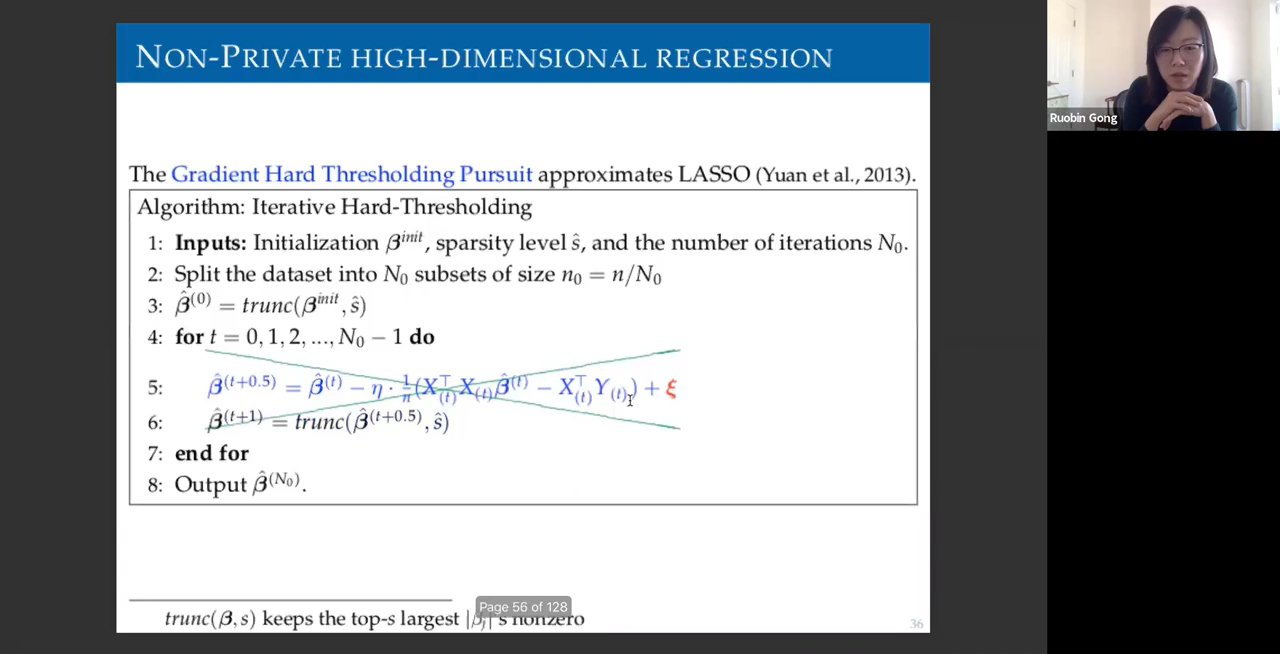 NON-PRIVATE HIGH-DIMENSIONAL REGRESSION
Ruobin Gong
The Gradient Hard Thresholding Pursuit approximates LASSO (Yuan et al., 2013).
Algorithm: Iterative Hard-Thresholding
1: Inputs: Initialization β^{init}, sparsity level ŝ, and the number of iterations N₀.
2: Split the dataset into N₀ subsets of size n₀ = n/N₀
3: β̂^{(0)} = trunc(β^{init}, ŝ)
4: for t = 0, 1, 2, ..., N₀ − 1 do
5: β̂^{(t+0.5)} = β̂^{(t)} − η · 1/n (X_{(t)}^⊤ X_{(t)} β̂^{(t)} − X_{(t)}^⊤ Y_{(t)}) + ξ
6: β̂^{(t+1)} = trunc(β̂^{(t+0.5)}, ŝ)
7: end for
8: Output β̂^{(N₀)}.
Page 56 of 128
trunc(β, s) keeps the top-s largest |β_j|'s nonzero
36